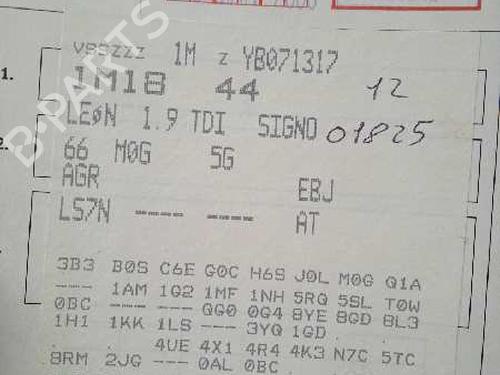 VSSZZZ 1M Z YB071317
1.
1M18 44 12
LEØN 1.9 TDI SIGNO 01825
2.
66 MØG 5G
AGR EBJ
LS7N ---- ---- AT
3B3 B0S C6E G0C H6S J0L M0G Q1A
--- 1AM 1G2 1MF 1NH 5RQ 5SL T0W
0BC --- --- GG0 0G4 8YE 8GD 8L3
1H1 1KK 1LS --- 3YQ 1GD
4UE 4X1 4R4 4K3 N7C 5TC
8RM 2JG --- 0AL 0BC
B-PARTS